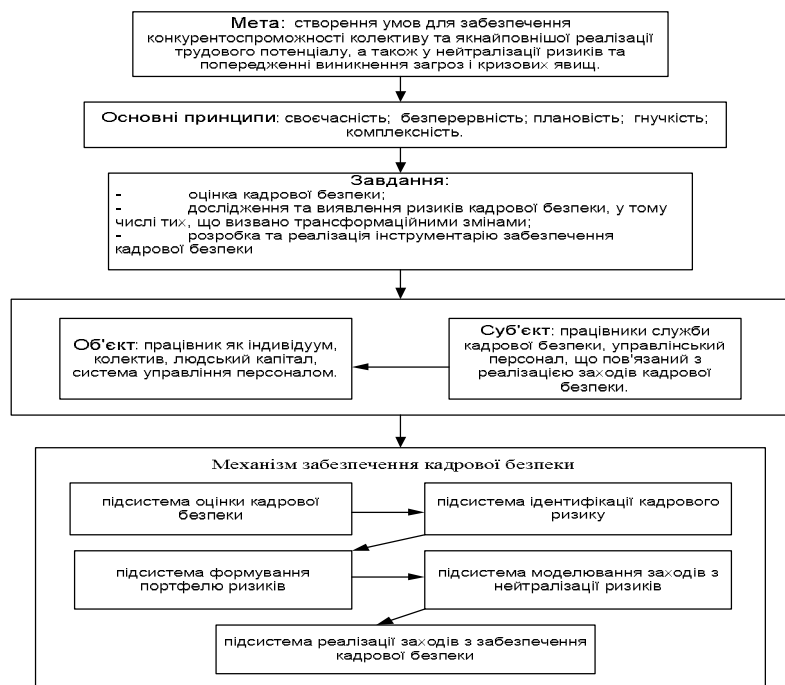 Мета: створення умов для забезпечення
конкурентоспроможності колективу та якнайповнішої реалізації
трудового потенціалу, а також у нейтралізації ризиків та
попередженні виникнення загроз і кризових явищ.
Основні принципи: своєчасність; безперервність; плановість; гнучкість;
комплексність.
Завдання:
- оцінка кадрової безпеки;
- дослідження та виявлення ризиків кадрової безпеки, у тому
числі тих, що визвано трансформаційними змінами;
- розробка та реалізація інструментарію забезпечення
кадрової безпеки
Об'єкт: працівник як індивідуум,
колектив, людський капітал,
система управління персоналом.
Суб'єкт: працівники служби
кадрової безпеки, управлінський
персонал, що пов'язаний з
реалізацією заходів кадрової
безпеки.
Механізм забезпечення кадрової безпеки
підсистема оцінки кадрової
безпеки
підсистема ідентифікації кадрового
ризику
підсистема формування
портфелю ризиків
підсистема моделювання заходів з
нейтралізації ризиків
підсистема реалізації заходів з забезпечення
кадрової безпеки